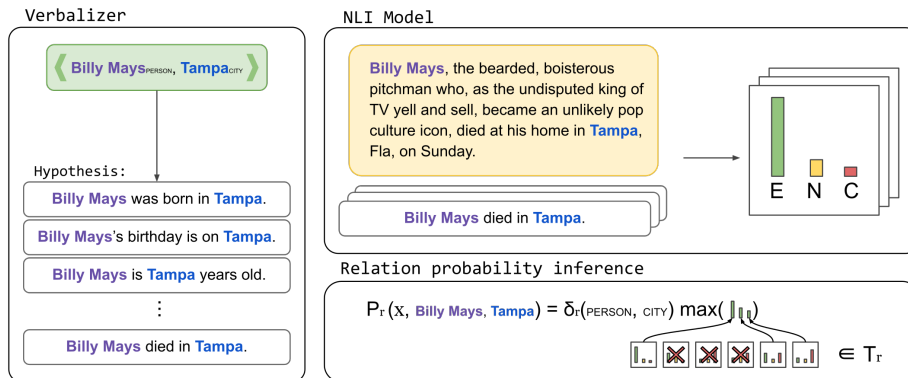 Verbalizer
Billy Mays PERSON, Tampa CITY
Hypothesis:
Billy Mays was born in Tampa.
Billy Mays's birthday is on Tampa.
Billy Mays is Tampa years old.
⋮
Billy Mays died in Tampa.
NLI Model
Billy Mays, the bearded, boisterous
pitchman who, as the undisputed king of
TV yell and sell, became an unlikely pop
culture icon, died at his home in Tampa,
Fla, on Sunday.
Billy Mays died in Tampa.
E N C
Relation probability inference
Pr (x, Billy Mays, Tampa) = δr(PERSON, CITY) max( )
∈ Tr